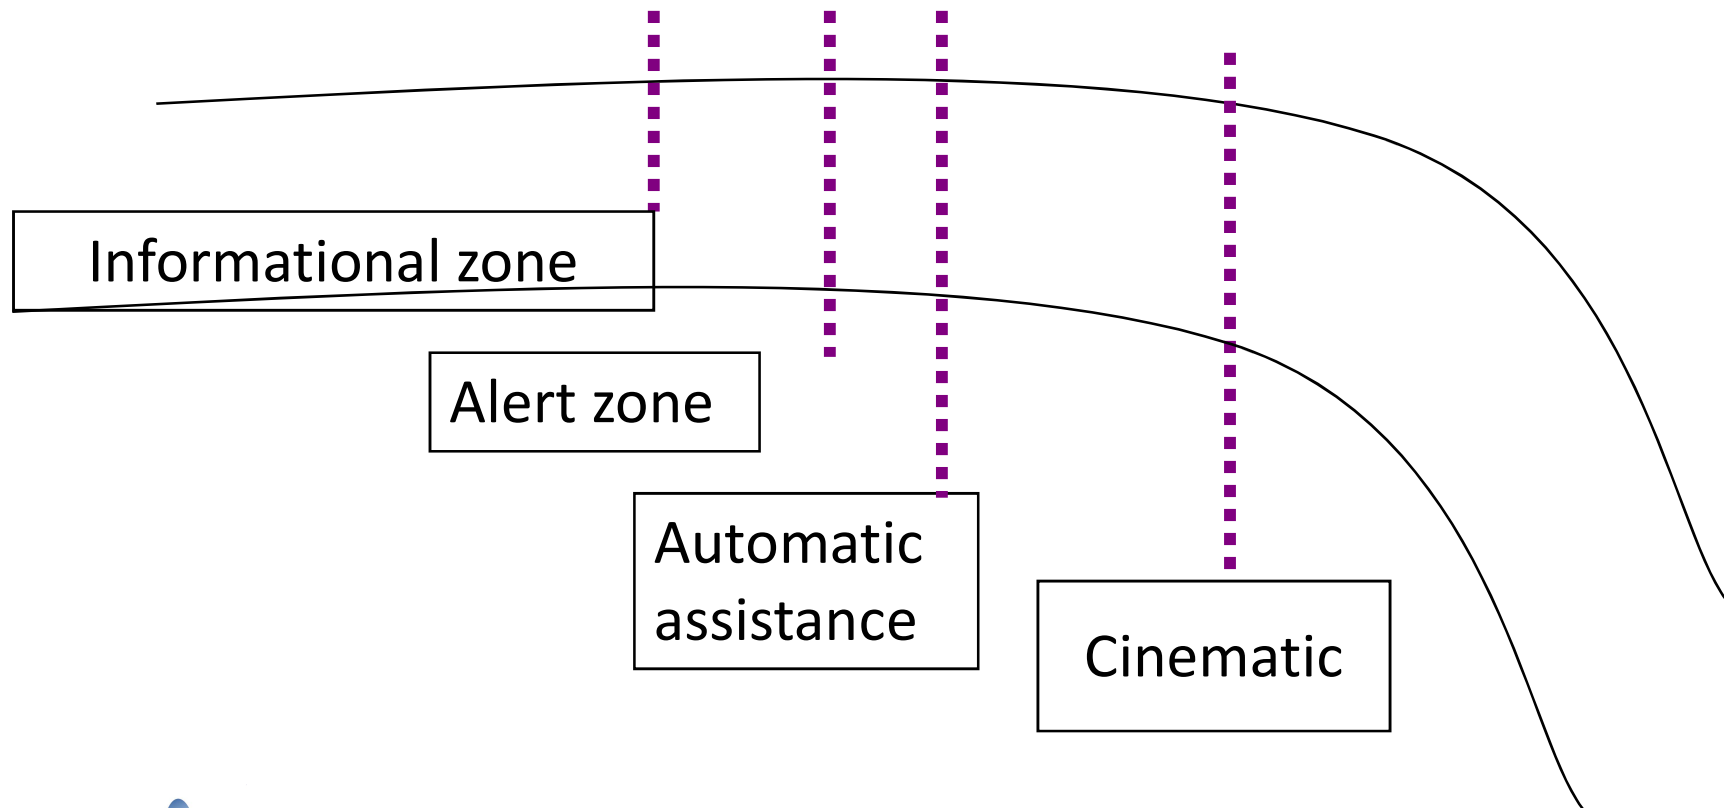 Informational zone
Alert zone
Automatic
assistance
Cinematic